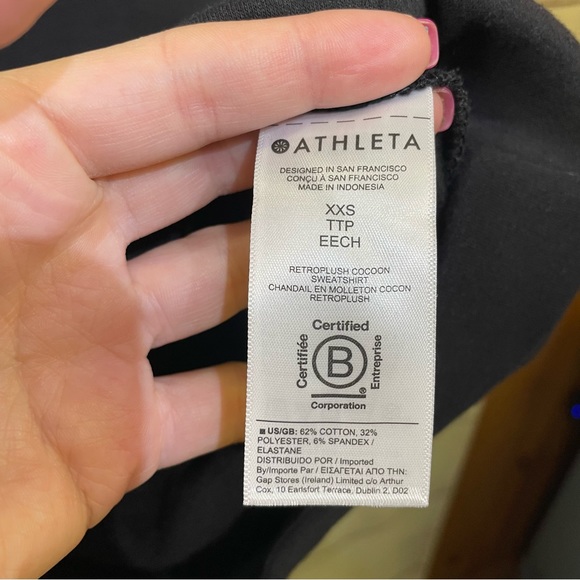 ATHLETA
DESIGNED IN SAN FRANCISCO
CONÇU À SAN FRANCISCO
MADE IN INDONESIA
XXS
TTP
EECH
RETROPLUSH COCOON
SWEATSHIRT
CHANDAIL EN MOLLETON COCON
RETROPLUSH
Certified
Certifiée
B
®
Entreprise
Corporation
■ US/GB: 62% COTTON, 32%
POLYESTER, 6% SPANDEX /
ELASTANE
DISTRIBUIDO POR / Imported
By/Importe Par / ΕΙΣΑΓΕΤΑΙ ΑΠΟ ΤΗΝ:
Gap Stores (Ireland) Limited c/o Arthur
Cox, 10 Earlsfort Terrace, Dublin 2, D02